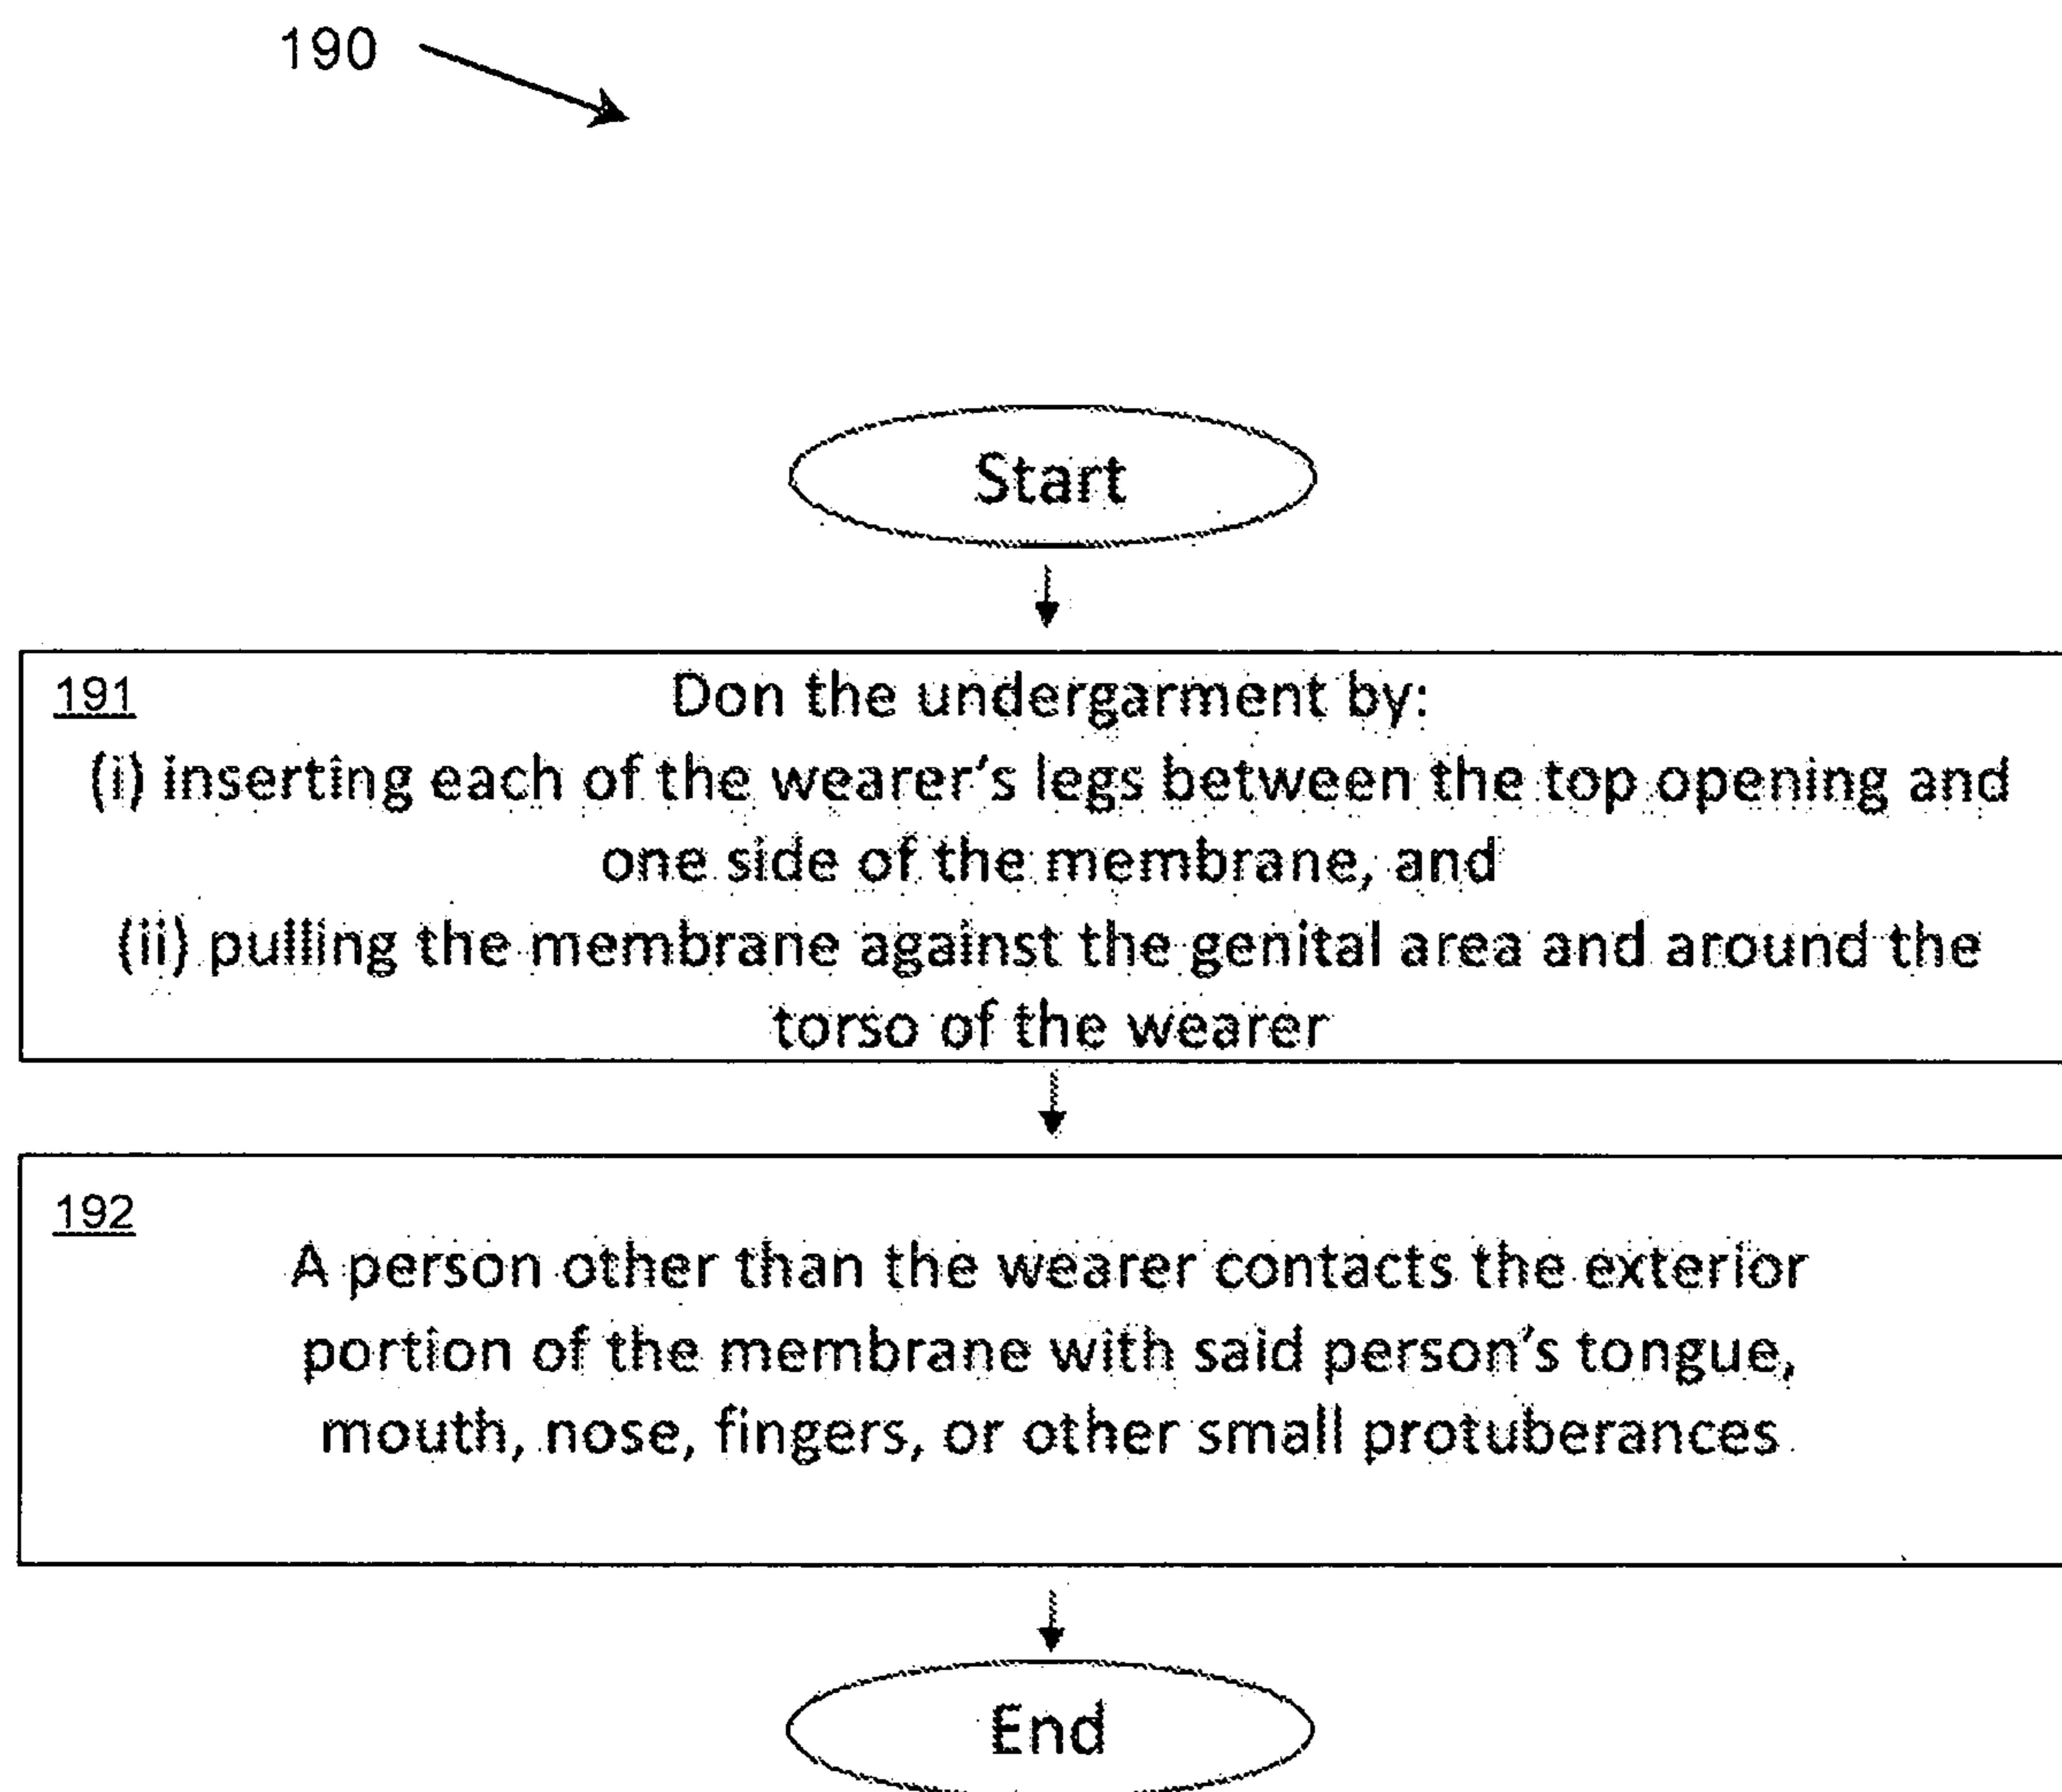 190
Start
191
Don the undergarment by:
(i) inserting each of the wearer's legs between the top opening and
one side of the membrane, and
(ii) pulling the membrane against the genital area and around the
torso of the wearer
192
A person other than the wearer contacts the exterior
portion of the membrane with said person's tongue,
mouth, nose, fingers, or other small protuberances
End